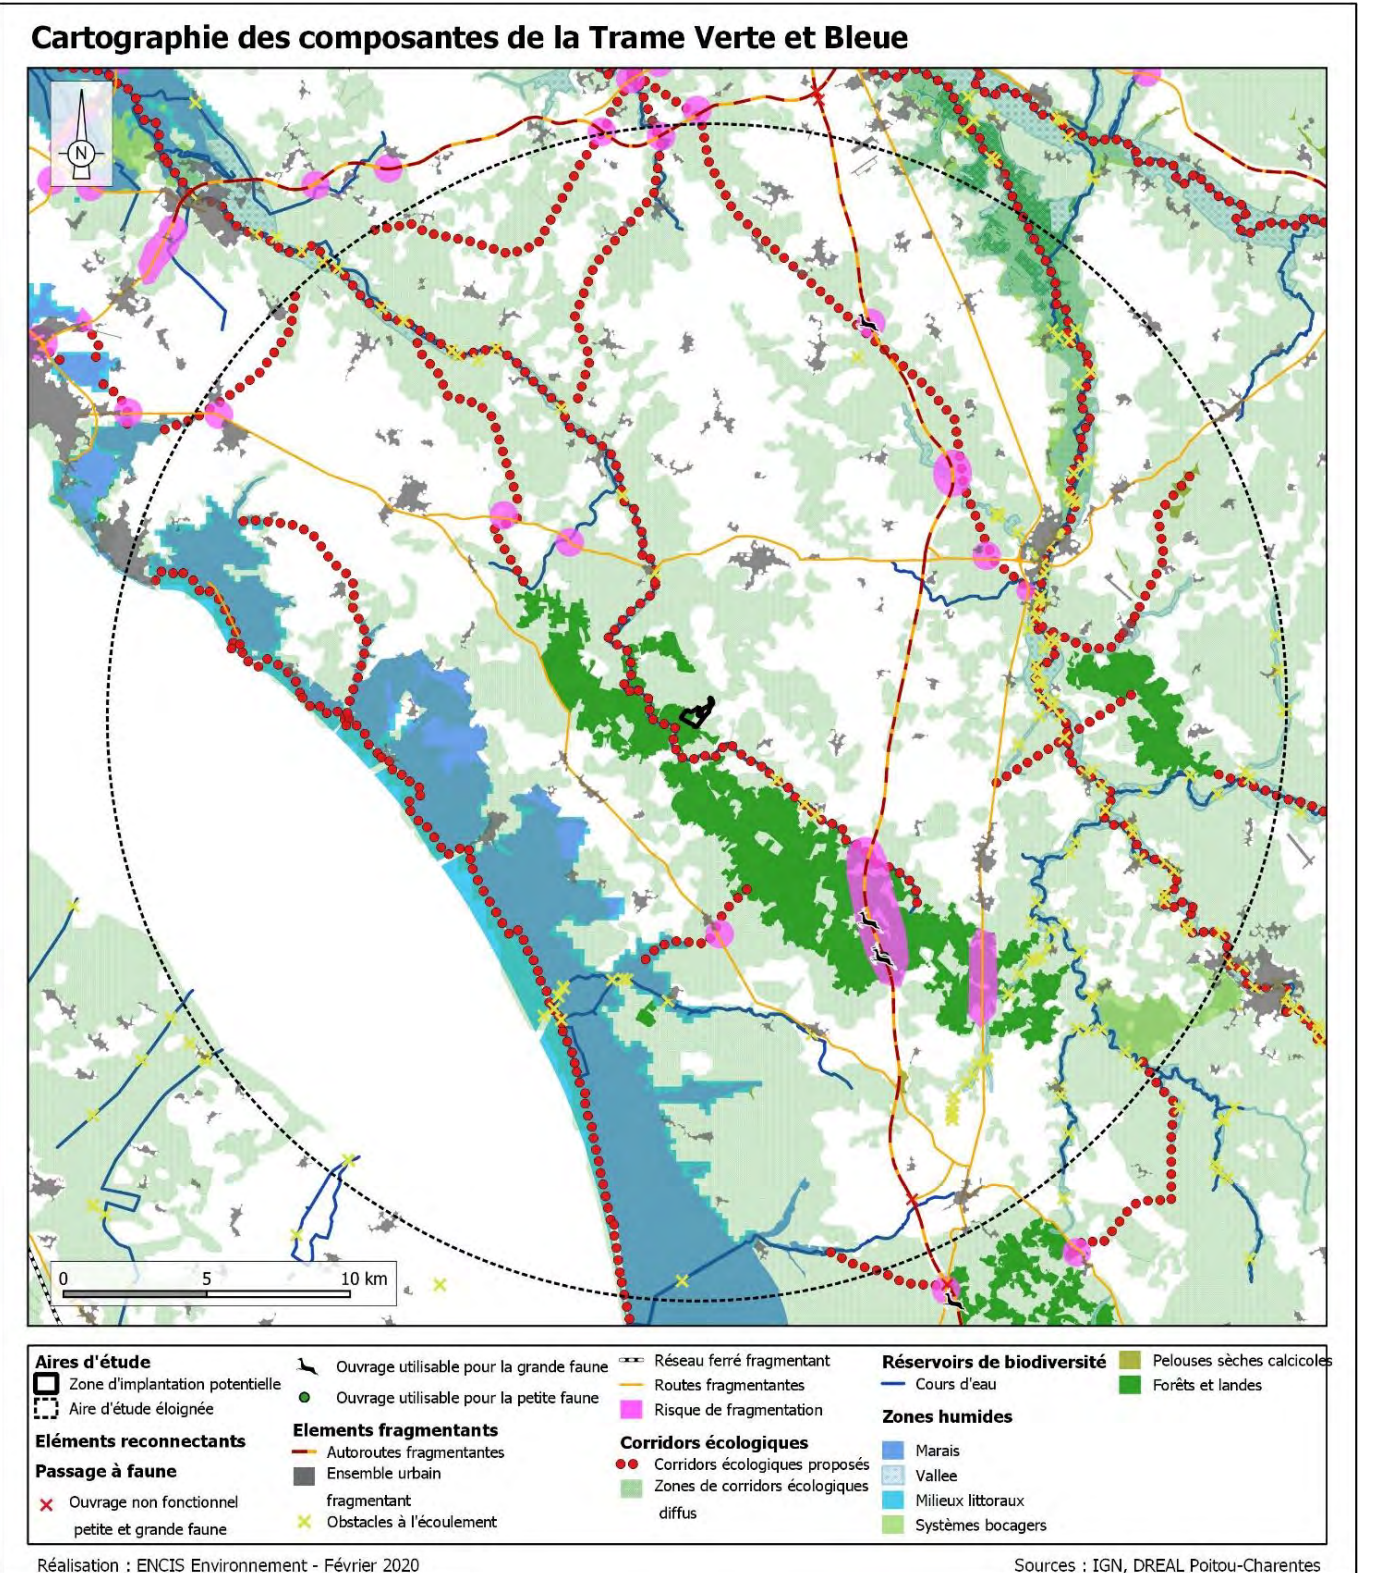 Cartographie des composantes de la Trame Verte et Bleue
N
0 5 10 km
Aires d'étude
Zone d'implantation potentielle
Aire d'étude éloignée
Eléments reconnectants
Passage à faune
Ouvrage non fonctionnel
petite et grande faune
Ouvrage utilisable pour la grande faune
Ouvrage utilisable pour la petite faune
Elements fragmentants
Autoroutes fragmentantes
Ensemble urbain
fragmentant
Obstacles à l'écoulement
Réseau ferré fragmentant
Routes fragmentantes
Risque de fragmentation
Corridors écologiques
Corridors écologiques proposés
Zones de corridors écologiques
diffus
Réservoirs de biodiversité
Cours d'eau
Zones humides
Marais
Vallee
Milieux littoraux
Systèmes bocagers
Pelouses sèches calcicoles
Forêts et landes
Réalisation : ENCIS Environnement - Février 2020
Sources : IGN, DREAL Poitou-Charentes